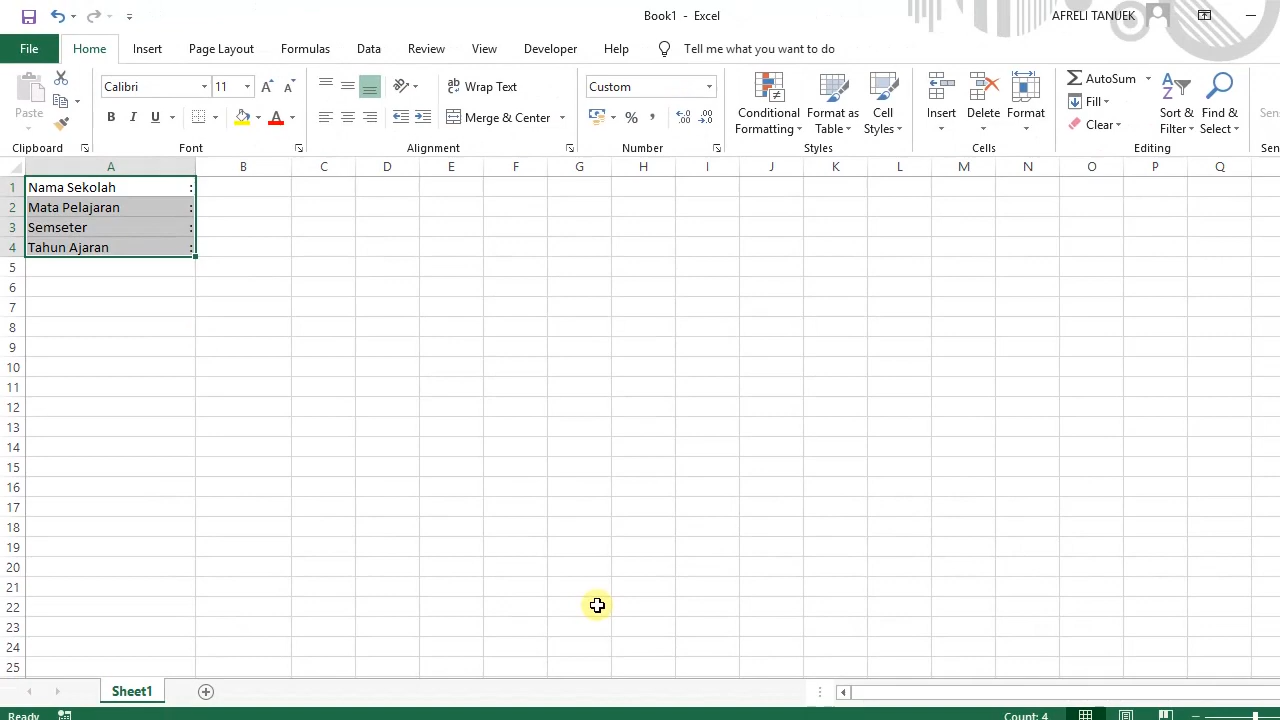 Book1 - Excel
AFRELI TANUEK
File Home Insert Page Layout Formulas Data Review View Developer Help Tell me what you want to do
Paste
Calibri 11
B I U
Wrap Text
Merge & Center
Custom
% ,
Conditional Formatting
Format as Table
Cell Styles
Insert Delete Format
AutoSum
Fill
Clear
Sort & Filter
Find & Select
Clipboard Font Alignment Number Styles Cells Editing
A B C D E F G H I J K L M N O P Q
1 Nama Sekolah :
2 Mata Pelajaran :
3 Semseter :
4 Tahun Ajaran :
5
6
7
8
9
10
11
12
13
14
15
16
17
18
19
20
21
22
23
24
25
Sheet1
Ready
Count: 4